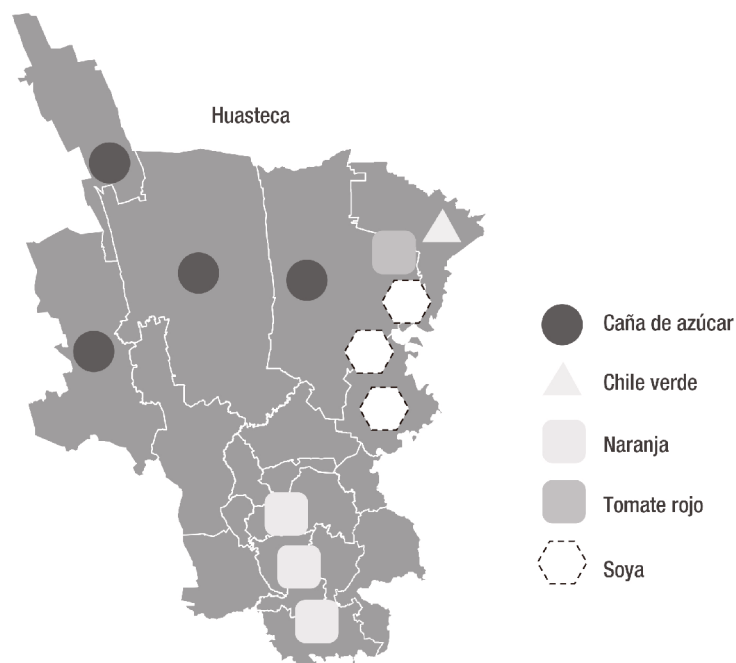 Huasteca
Caña de azúcar
Chile verde
Naranja
Tomate rojo
Soya